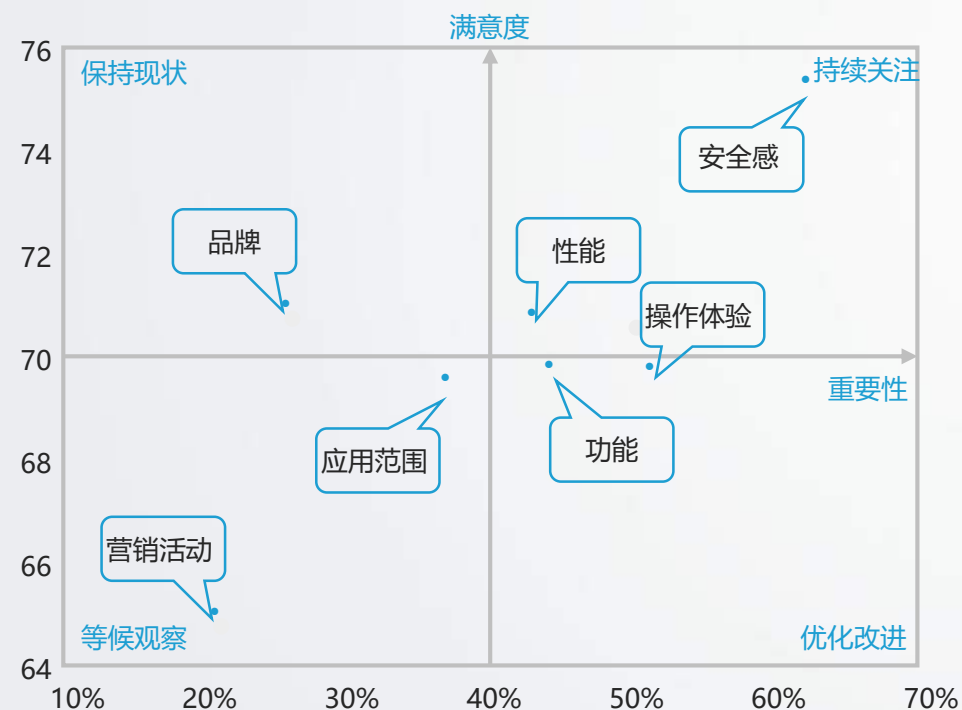 满意度
76
保持现状
持续关注
74
安全感
72
品牌
性能
操作体验
70
重要性
68
应用范围
功能
66
营销活动
等候观察
优化改进
64
10% 20% 30% 40% 50% 60% 70%